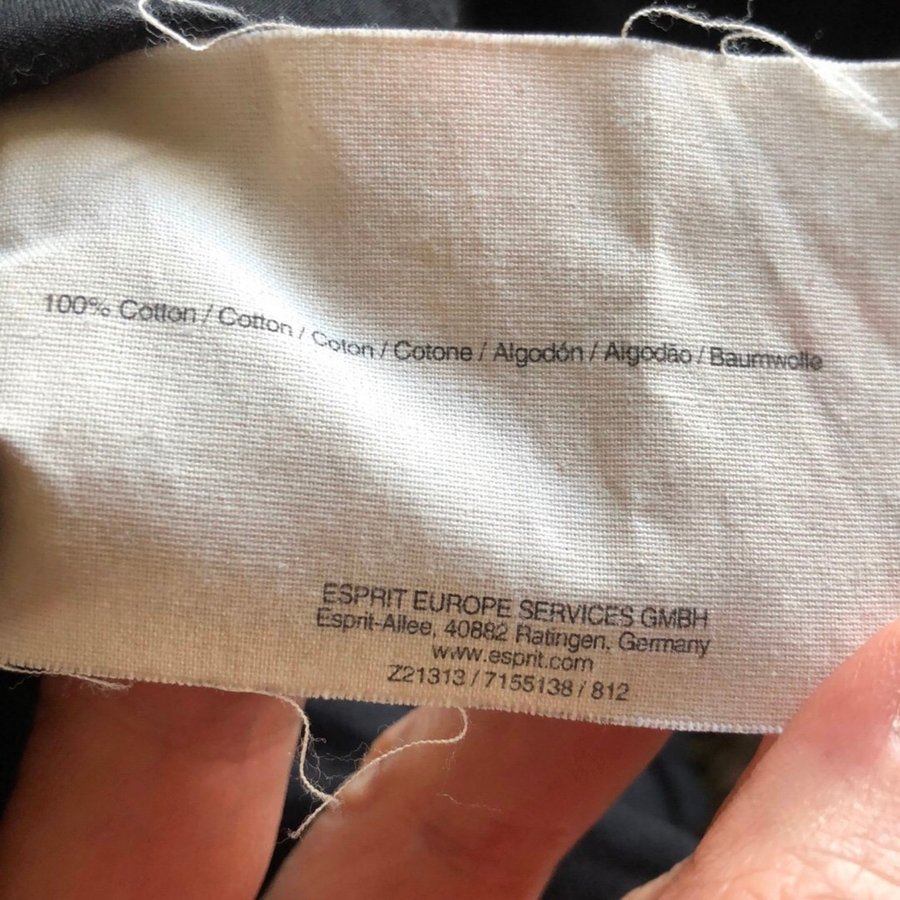 100% Cotton / Cotton / Coton / Cotone / Algodón / Algodão / Baumwolle
ESPRIT EUROPE SERVICES GMBH
Esprit-Allee, 40882 Ratingen, Germany
www.esprit.com
Z21313 / 7155138 / 812